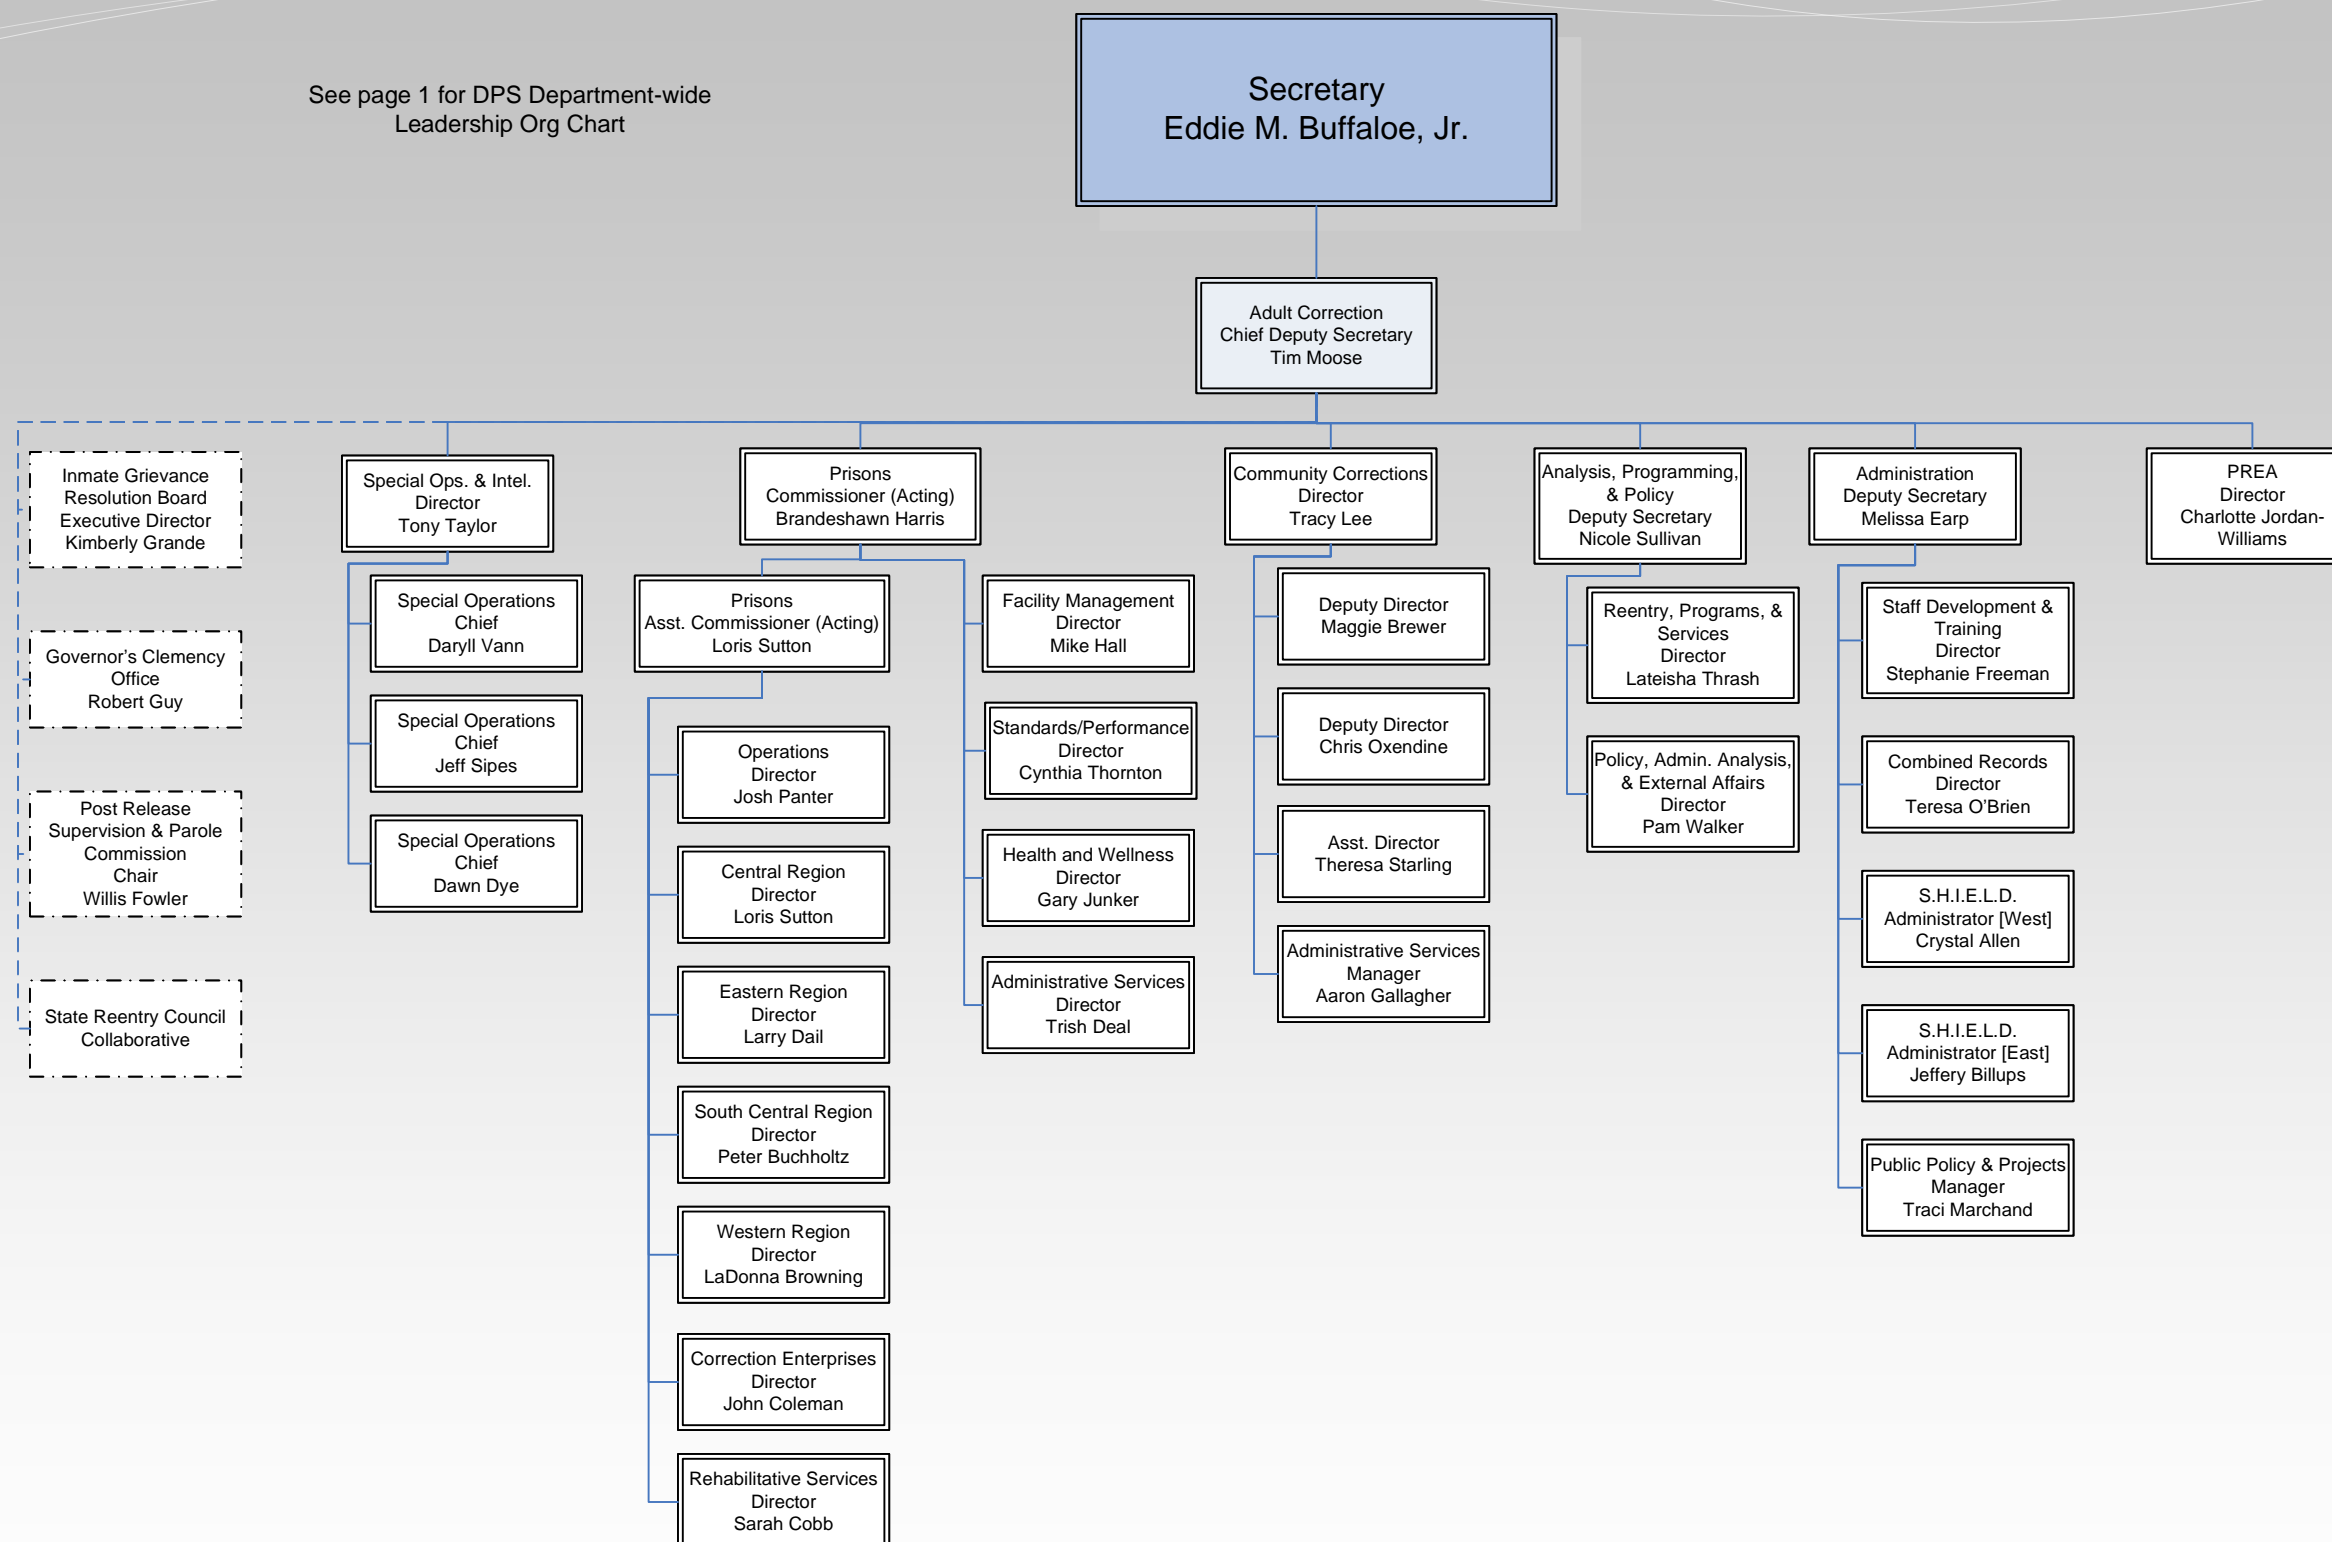 See page 1 for DPS Department-wide
Leadership Org Chart
Secretary
Eddie M. Buffaloe, Jr.
Adult Correction
Chief Deputy Secretary
Tim Moose
Inmate Grievance
Resolution Board
Executive Director
Kimberly Grande
Governor's Clemency
Office
Robert Guy
Post Release
Supervision & Parole
Commission
Chair
Willis Fowler
State Reentry Council
Collaborative
Special Ops. & Intel.
Director
Tony Taylor
Special Operations
Chief
Daryll Vann
Special Operations
Chief
Jeff Sipes
Special Operations
Chief
Dawn Dye
Prisons
Commissioner (Acting)
Brandeshawn Harris
Prisons
Asst. Commissioner (Acting)
Loris Sutton
Operations
Director
Josh Panter
Central Region
Director
Loris Sutton
Eastern Region
Director
Larry Dail
South Central Region
Director
Peter Buchholtz
Western Region
Director
LaDonna Browning
Correction Enterprises
Director
John Coleman
Rehabilitative Services
Director
Sarah Cobb
Facility Management
Director
Mike Hall
Standards/Performance
Director
Cynthia Thornton
Health and Wellness
Director
Gary Junker
Administrative Services
Director
Trish Deal
Community Corrections
Director
Tracy Lee
Deputy Director
Maggie Brewer
Deputy Director
Chris Oxendine
Asst. Director
Theresa Starling
Administrative Services
Manager
Aaron Gallagher
Analysis, Programming,
& Policy
Deputy Secretary
Nicole Sullivan
Reentry, Programs, &
Services
Director
Lateisha Thrash
Policy, Admin. Analysis,
& External Affairs
Director
Pam Walker
Administration
Deputy Secretary
Melissa Earp
Staff Development &
Training
Director
Stephanie Freeman
Combined Records
Director
Teresa O'Brien
S.H.I.E.L.D.
Administrator [West]
Crystal Allen
S.H.I.E.L.D.
Administrator [East]
Jeffery Billups
Public Policy & Projects
Manager
Traci Marchand
PREA
Director
Charlotte Jordan-
Williams